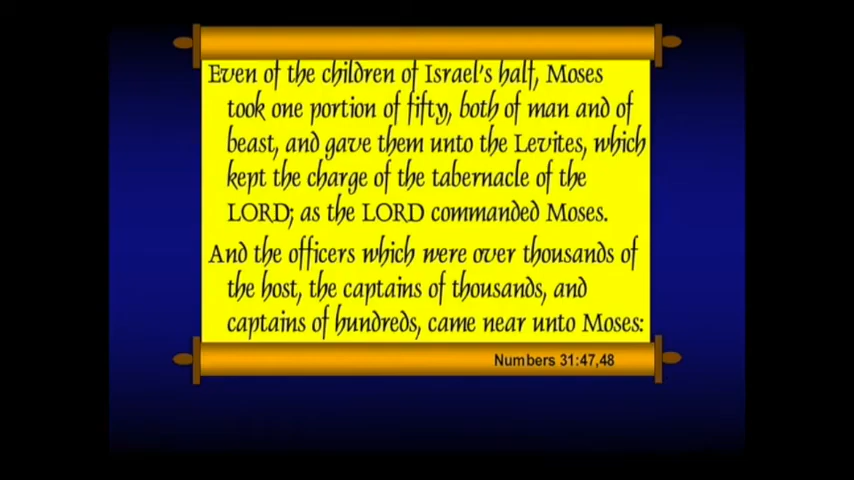 Even of the children of Israel's half, Moses
took one portion of fifty, both of man and of
beast, and gave them unto the Levites, which
kept the charge of the tabernacle of the
LORD; as the LORD commanded Moses.
And the officers which were over thousands of
the host, the captains of thousands, and
captains of hundreds, came near unto Moses:
Numbers 31:47,48